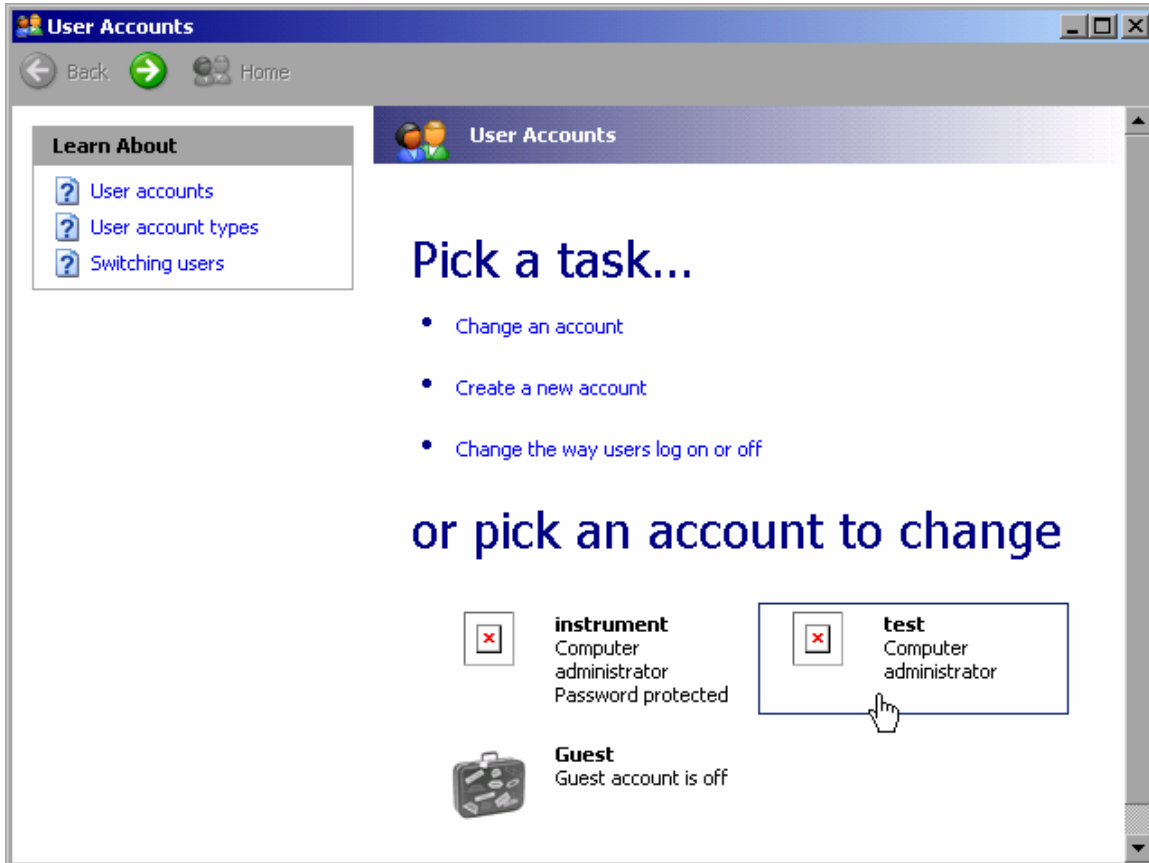 User Accounts
Back
Home
Learn About
User accounts
User account types
Switching users
User Accounts
Pick a task...
Change an account
Create a new account
Change the way users log on or off
or pick an account to change
instrument
Computer
administrator
Password protected
test
Computer
administrator
Guest
Guest account is off